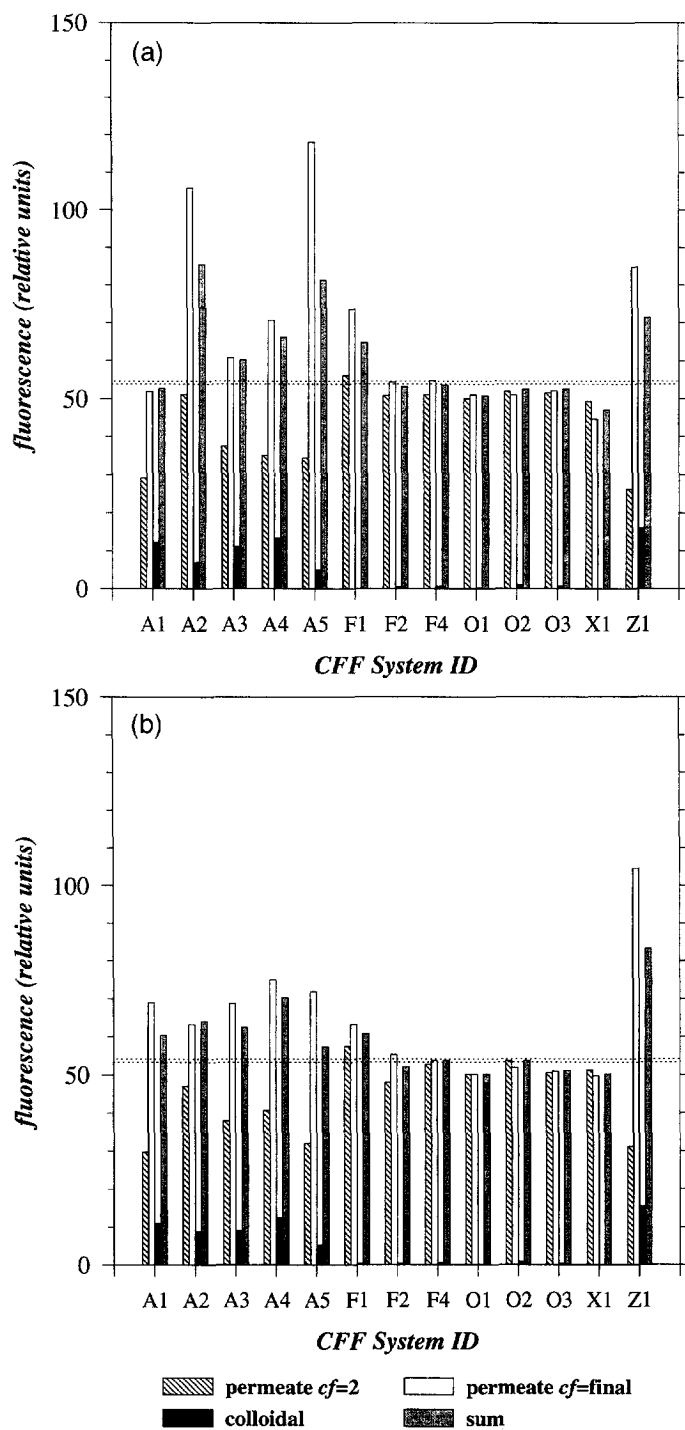 150
(a)
100
50
0
fluorescence (relative units)
A1 A2 A3 A4 A5 F1 F2 F4 O1 O2 O3 X1 Z1
CFF System ID
150
(b)
100
50
0
fluorescence (relative units)
A1 A2 A3 A4 A5 F1 F2 F4 O1 O2 O3 X1 Z1
CFF System ID
permeate cf=2 permeate cf=final
colloidal sum